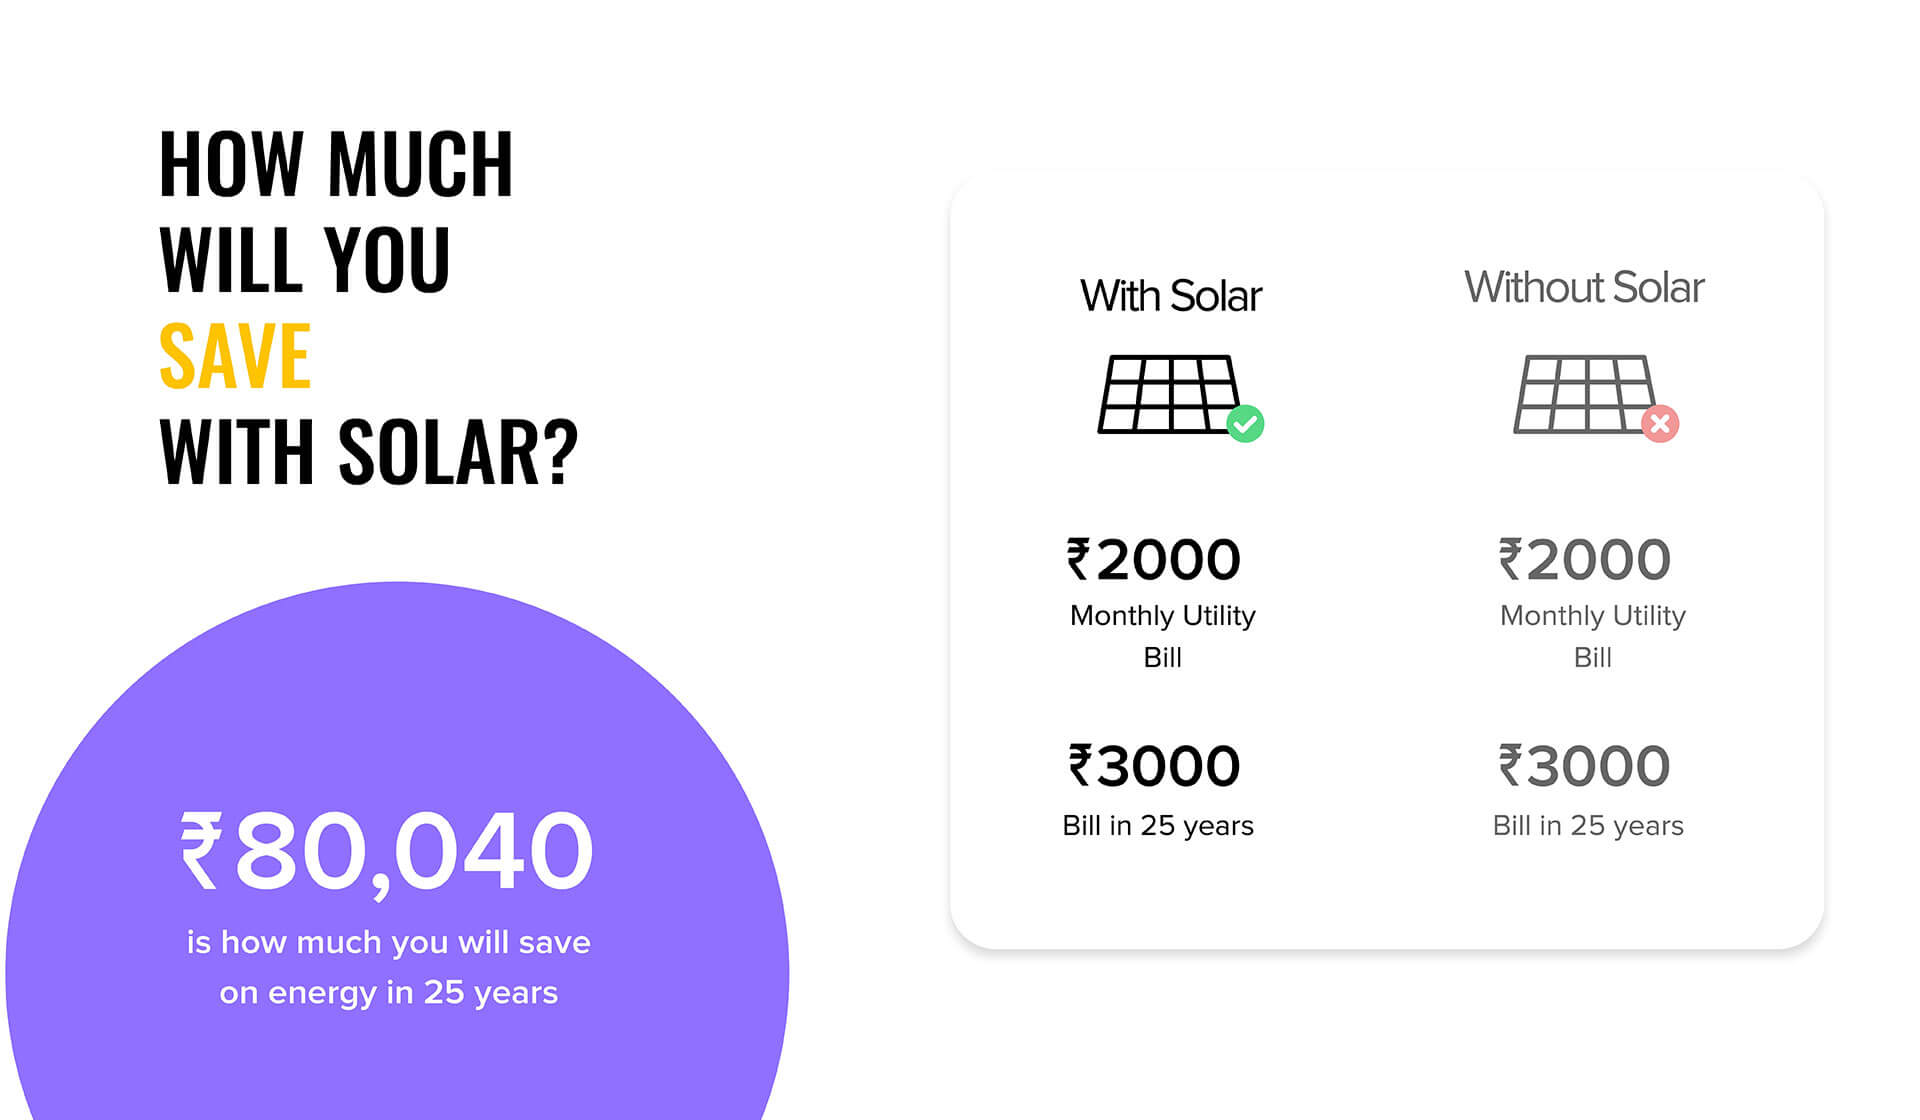 HOW MUCH
WILL YOU
SAVE
WITH SOLAR?
₹80,040
is how much you will save
on energy in 25 years
With Solar
₹2000
Monthly Utility
Bill
₹3000
Bill in 25 years
Without Solar
₹2000
Monthly Utility
Bill
₹3000
Bill in 25 years